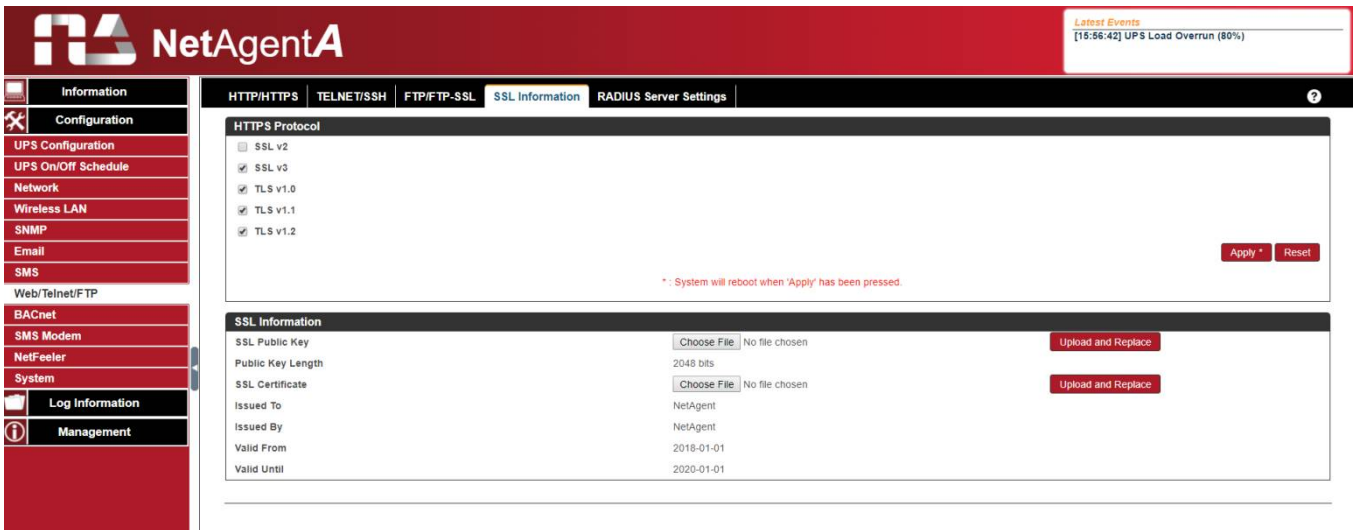 NetAgentA
Latest Events
[15:56:42] UPS Load Overrun (80%)
Information
Configuration
UPS Configuration
UPS On/Off Schedule
Network
Wireless LAN
SNMP
Email
SMS
Web/Telnet/FTP
BACnet
SMS Modem
NetFeeler
System
Log Information
Management
HTTP/HTTPS TELNET/SSH FTP/FTP-SSL SSL Information RADIUS Server Settings ?
HTTPS Protocol
SSL v2
SSL v3
TLS v1.0
TLS v1.1
TLS v1.2
Apply * Reset
* : System will reboot when 'Apply' has been pressed.
SSL Information
SSL Public Key Choose File No file chosen Upload and Replace
Public Key Length 2048 bits
SSL Certificate Choose File No file chosen Upload and Replace
Issued To NetAgent
Issued By NetAgent
Valid From 2018-01-01
Valid Until 2020-01-01